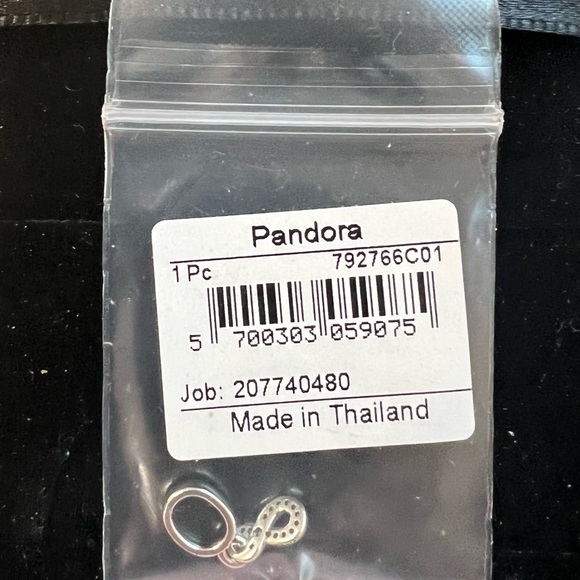 Pandora
1 Pc 792766C01
5 700303 059075
Job: 207740480
Made in Thailand